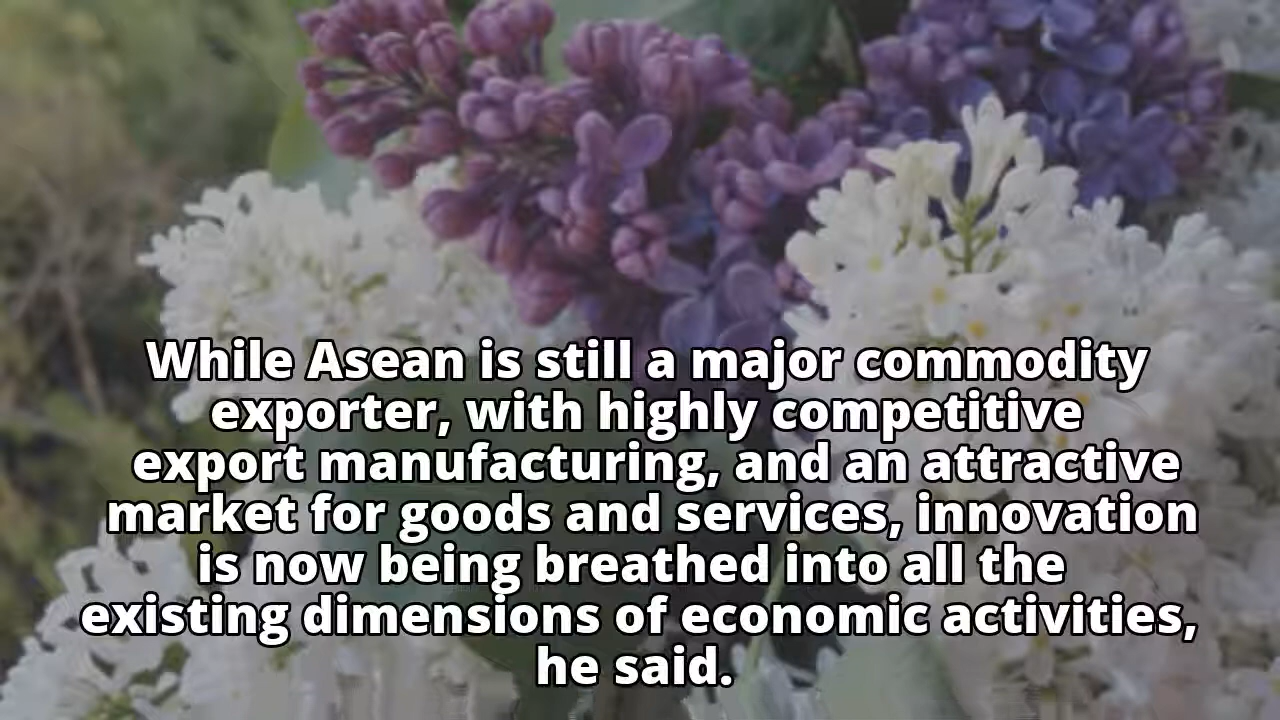 While Asean is still a major commodity
exporter, with highly competitive
export manufacturing, and an attractive
market for goods and services, innovation
is now being breathed into all the
existing dimensions of economic activities,
he said.